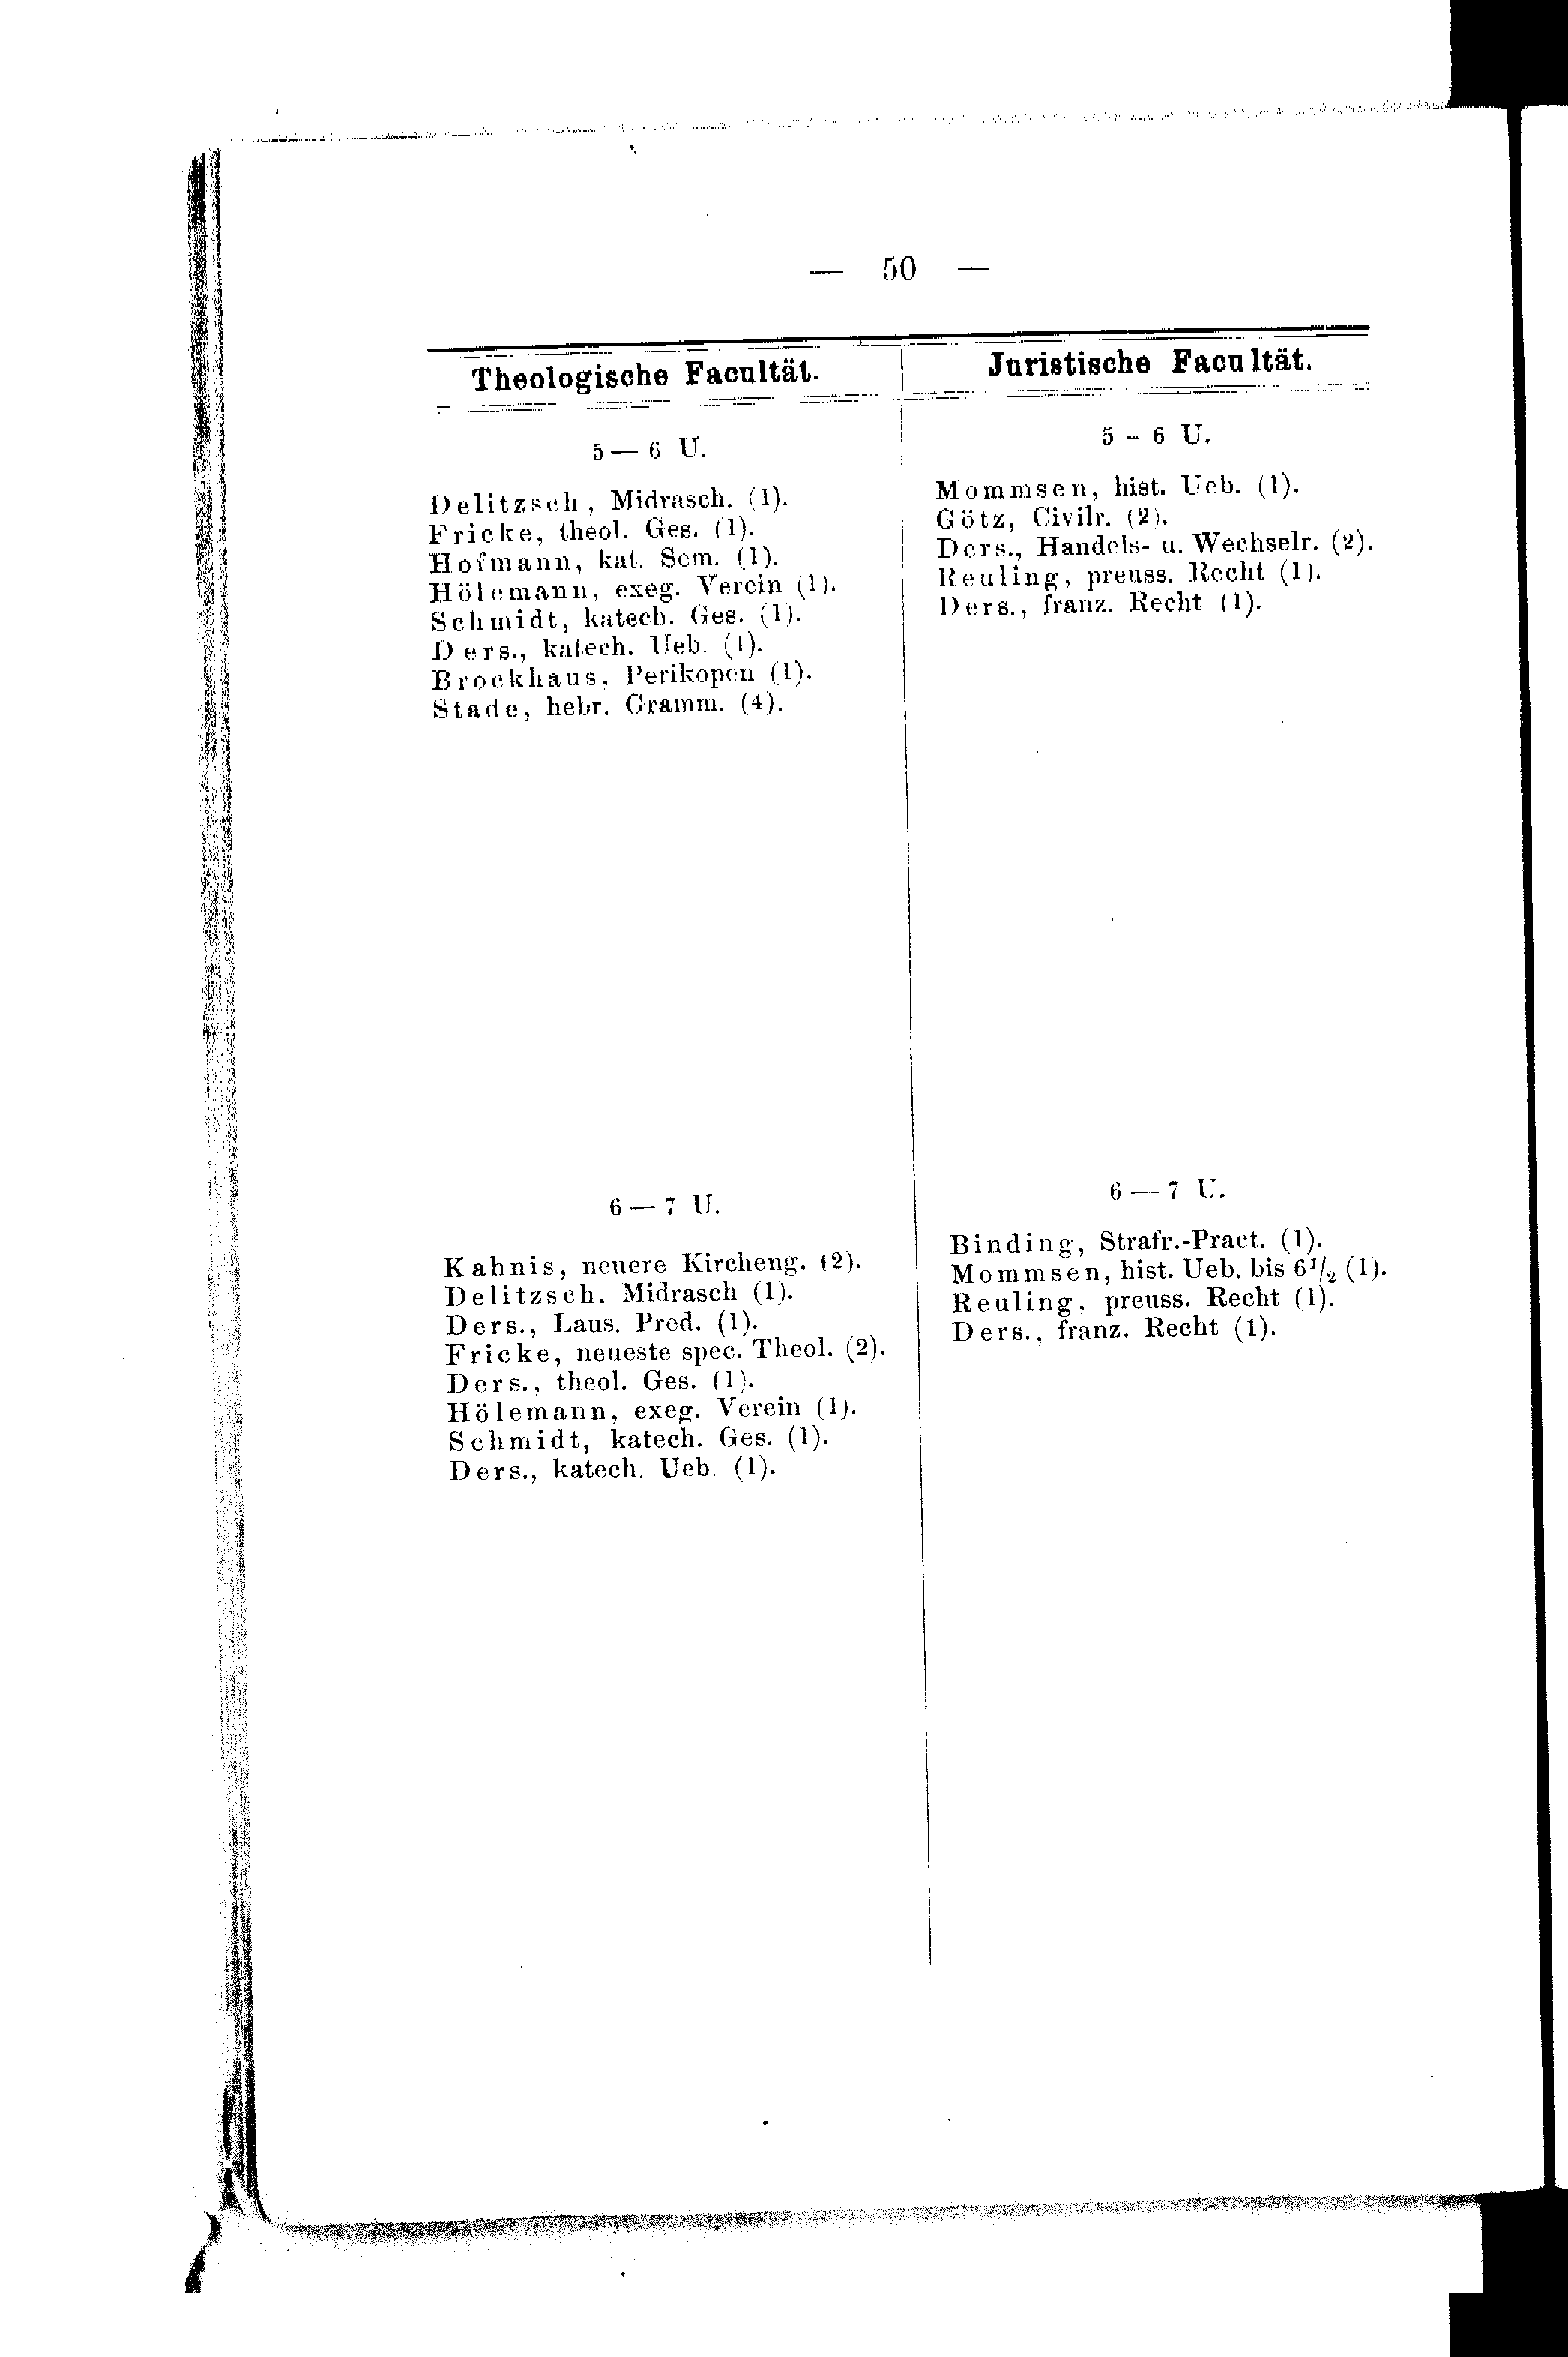 — 50 —
Theologische Facultät.
5 — 6 U.
Delitzsch, Midrasch. (1).
Fricke, theol. Ges. (1).
Hofmann, kat. Sem. (1).
Hölemann, exeg. Verein (1).
Schmidt, katech. Ges. (1).
Ders., katech. Ueb. (1).
Brockhaus, Perikopen (1).
Stade, hebr. Gramm. (4).
6 — 7 U.
Kahnis, neuere Kircheng. (2).
Delitzsch. Midrasch (1).
Ders., Laus. Pred. (1).
Fricke, neueste spec. Theol. (2).
Ders., theol. Ges. (1).
Hölemann, exeg. Verein (1).
Schmidt, katech. Ges. (1).
Ders., katech. Ueb. (1).
Juristische Facultät.
5 - 6 U.
Mommsen, hist. Ueb. (1).
Götz, Civilr. (2).
Ders., Handels- u. Wechselr. (2).
Reuling, preuss. Recht (1).
Ders., franz. Recht (1).
6 — 7 U.
Binding, Strafr.-Pract. (1).
Mommsen, hist. Ueb. bis 6 1/2 (1).
Reuling, preuss. Recht (1).
Ders., franz. Recht (1).